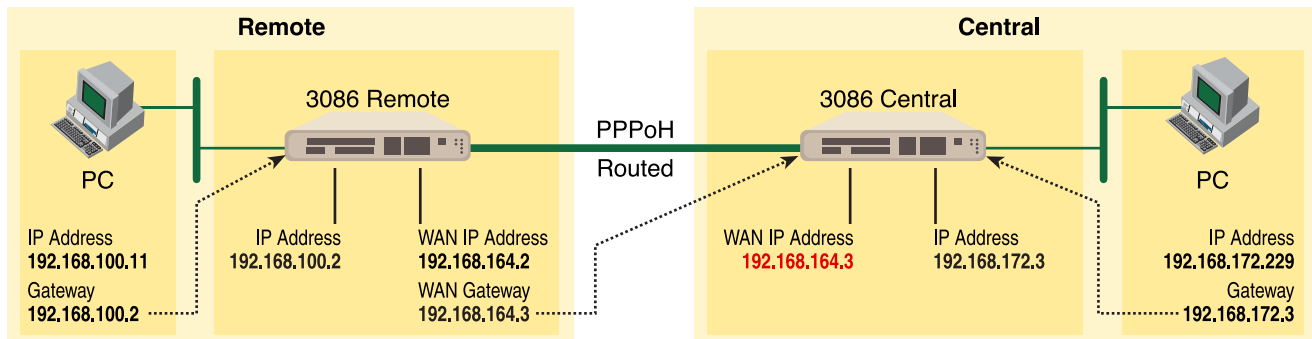 Remote
Central
3086 Remote
3086 Central
PPPoH
Routed
PC
PC
IP Address
192.168.100.11
Gateway
192.168.100.2
IP Address
192.168.100.2
WAN IP Address
192.168.164.2
WAN Gateway
192.168.164.3
WAN IP Address
192.168.164.3
IP Address
192.168.172.3
IP Address
192.168.172.229
Gateway
192.168.172.3